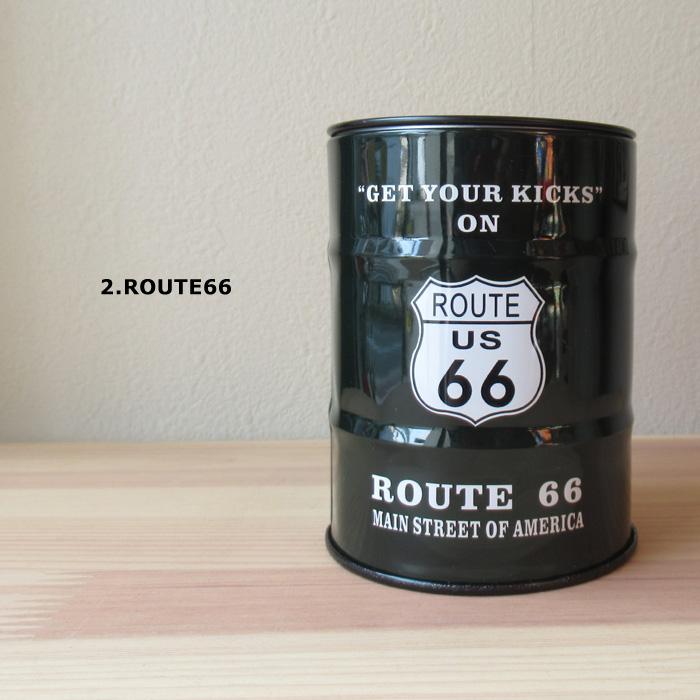 2.ROUTE66
“GET YOUR KICKS”
ON
ROUTE
US
66
ROUTE 66
MAIN STREET OF AMERICA